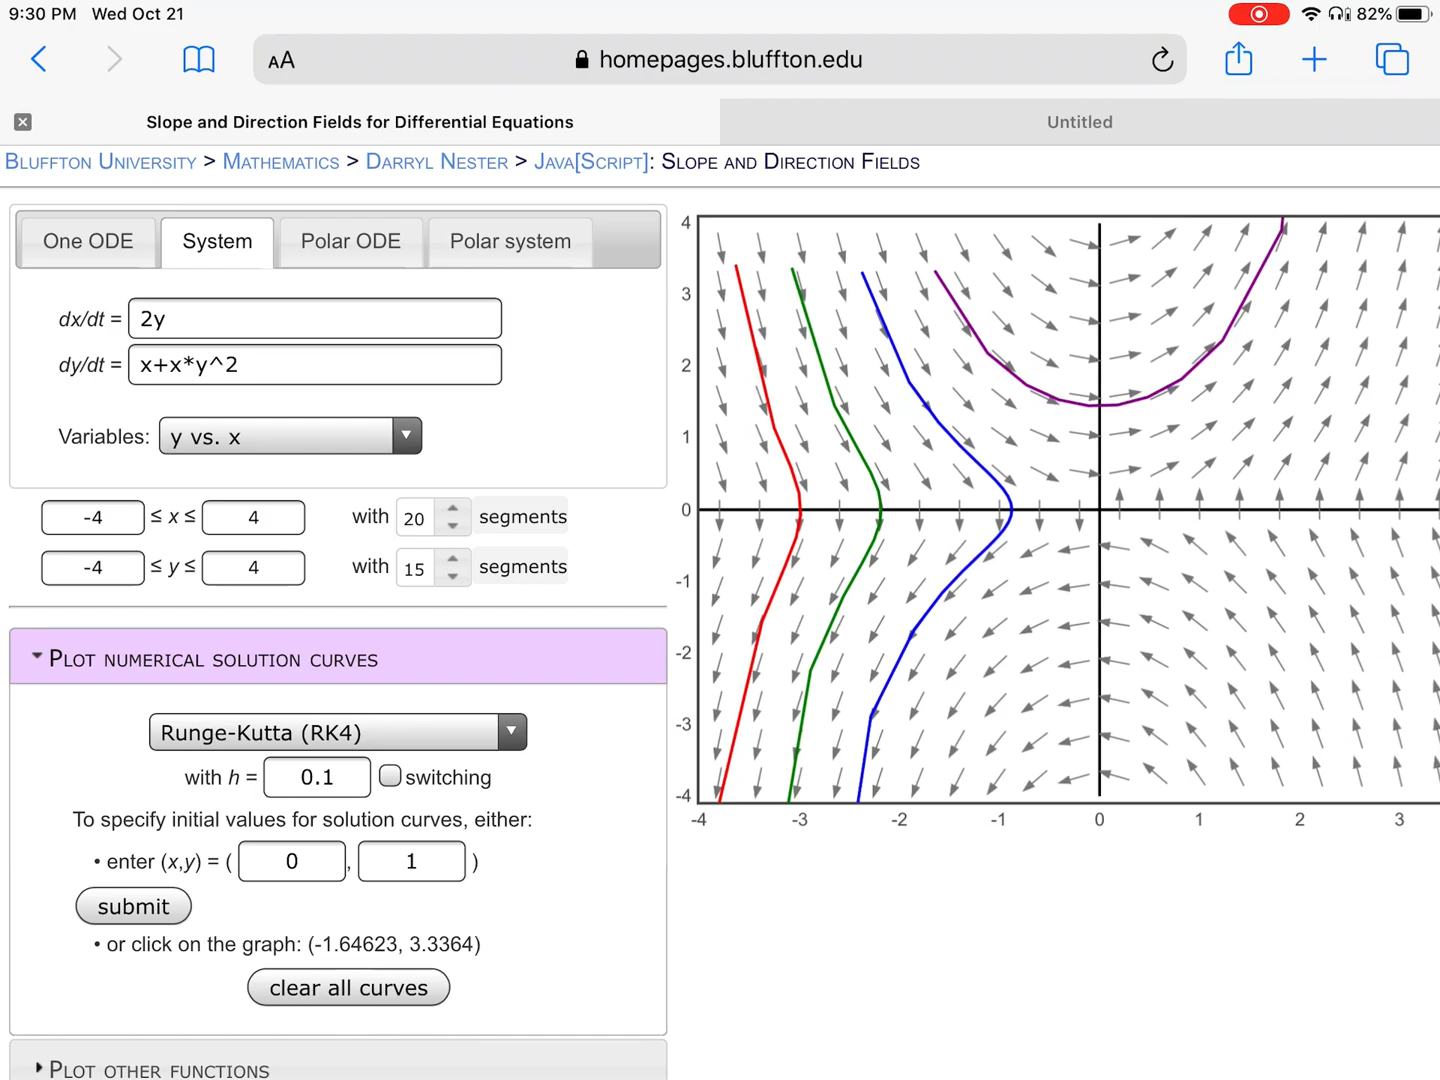 9:30 PM Wed Oct 21 82%
AA homepages.bluffton.edu
Slope and Direction Fields for Differential Equations Untitled
BLUFFTON UNIVERSITY > MATHEMATICS > DARRYL NESTER > JAVA[SCRIPT]: SLOPE AND DIRECTION FIELDS
One ODE System Polar ODE Polar system
dx/dt = 2y
dy/dt = x+x*y^2
Variables: y vs. x
-4 ≤ x ≤ 4 with 20 segments
-4 ≤ y ≤ 4 with 15 segments
PLOT NUMERICAL SOLUTION CURVES
Runge-Kutta (RK4)
with h = 0.1 switching
To specify initial values for solution curves, either:
• enter (x,y) = ( 0 , 1 )
submit
• or click on the graph: (-1.64623, 3.3364)
clear all curves
PLOT OTHER FUNCTIONS
4
3
2
1
0
-1
-2
-3
-4
-4 -3 -2 -1 0 1 2 3